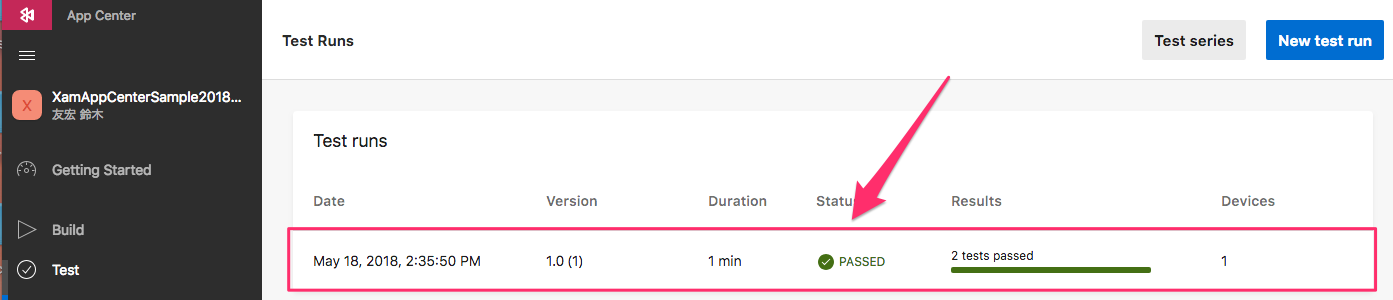 App Center
Test Runs
Test series
New test run
XamAppCenterSample2018...
友宏 鈴木
Getting Started
Build
Test
Test runs
Date Version Duration Statu Results Devices
May 18, 2018, 2:35:50 PM 1.0 (1) 1 min PASSED 2 tests passed 1